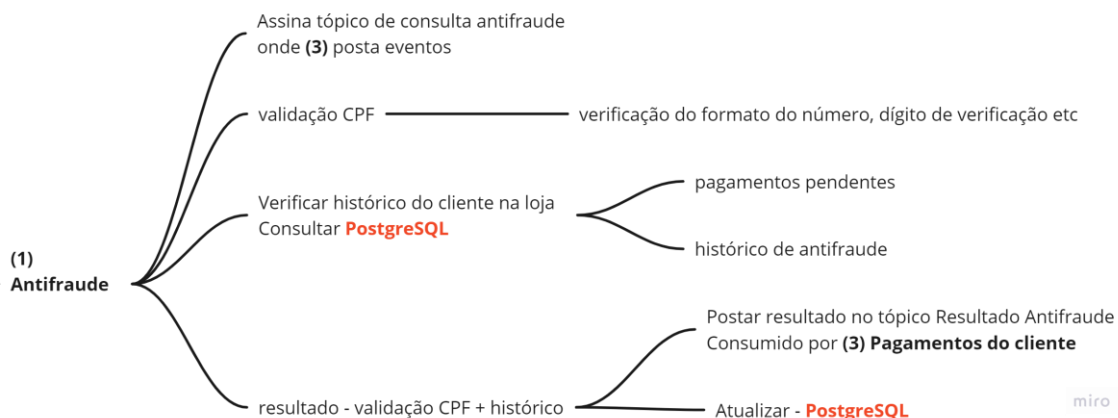 Assina tópico de consulta antifraude
onde (3) posta eventos
validação CPF
verificação do formato do número, dígito de verificação etc
Verificar histórico do cliente na loja
Consultar PostgreSQL
pagamentos pendentes
histórico de antifraude
(1)
Antifraude
resultado - validação CPF + histórico
Postar resultado no tópico Resultado Antifraude
Consumido por (3) Pagamentos do cliente
Atualizar - PostgreSQL
miro